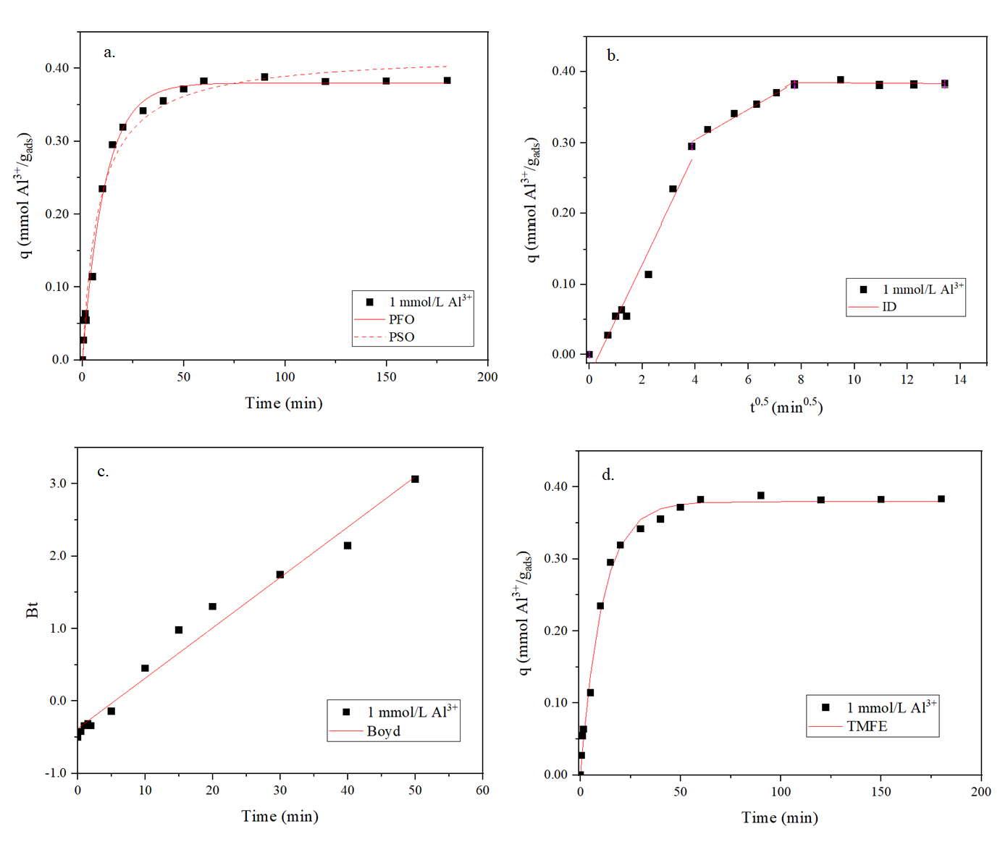 a.
0.40
0.30
0.20
0.10
0.0
q (mmol Al³⁺/g_ads)
1 mmol/L Al³⁺
PFO
PSO
0 50 100 150 200
Time (min)
b.
0.40
0.30
0.20
0.10
0.00
q (mmol Al³⁺/g_ads)
1 mmol/L Al³⁺
ID
0 2 4 6 8 10 12 14
t⁰,⁵ (min⁰,⁵)
c.
3.0
2.0
1.0
0.0
-1.0
Bt
1 mmol/L Al³⁺
Boyd
0 10 20 30 40 50 60
Time (min)
d.
0.40
0.30
0.20
0.10
0.00
q (mmol Al³⁺/g_ads)
1 mmol/L Al³⁺
TMFE
0 50 100 150 200
Time (min)